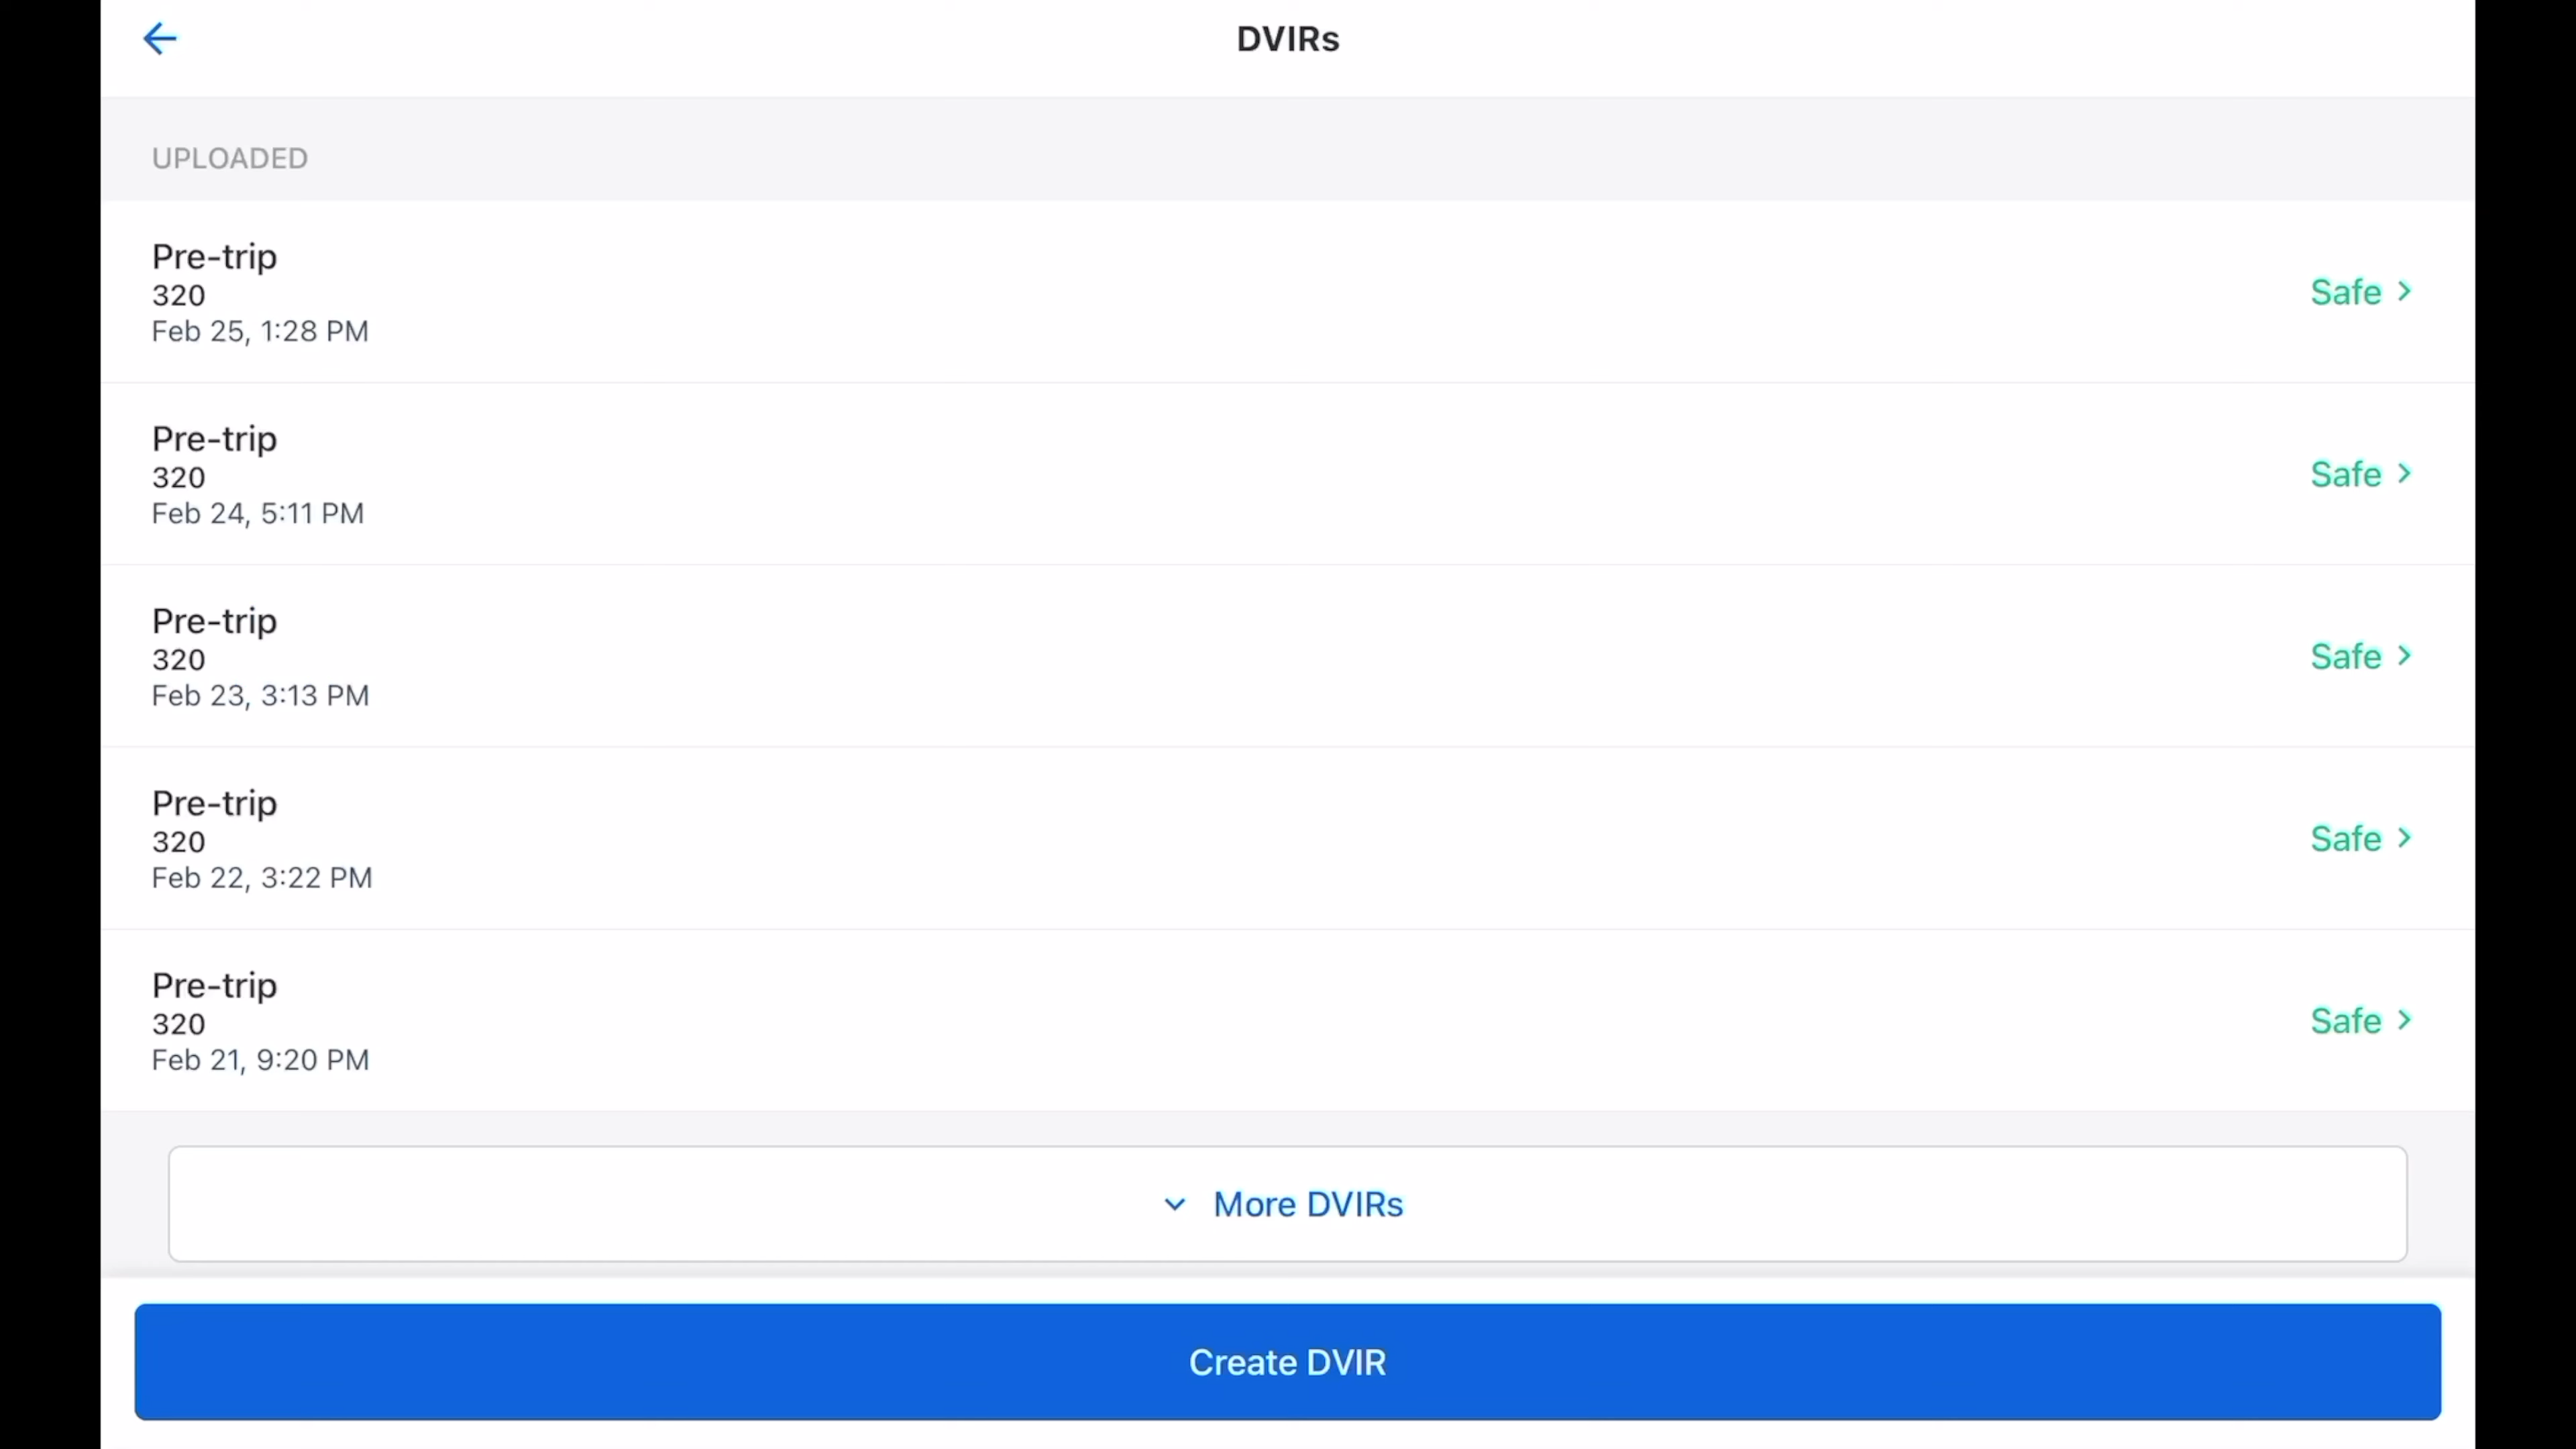 DVIRs
UPLOADED
Pre-trip
320
Feb 25, 1:28 PM
Safe
Pre-trip
320
Feb 24, 5:11 PM
Safe
Pre-trip
320
Feb 23, 3:13 PM
Safe
Pre-trip
320
Feb 22, 3:22 PM
Safe
Pre-trip
320
Feb 21, 9:20 PM
Safe
More DVIRs
Create DVIR